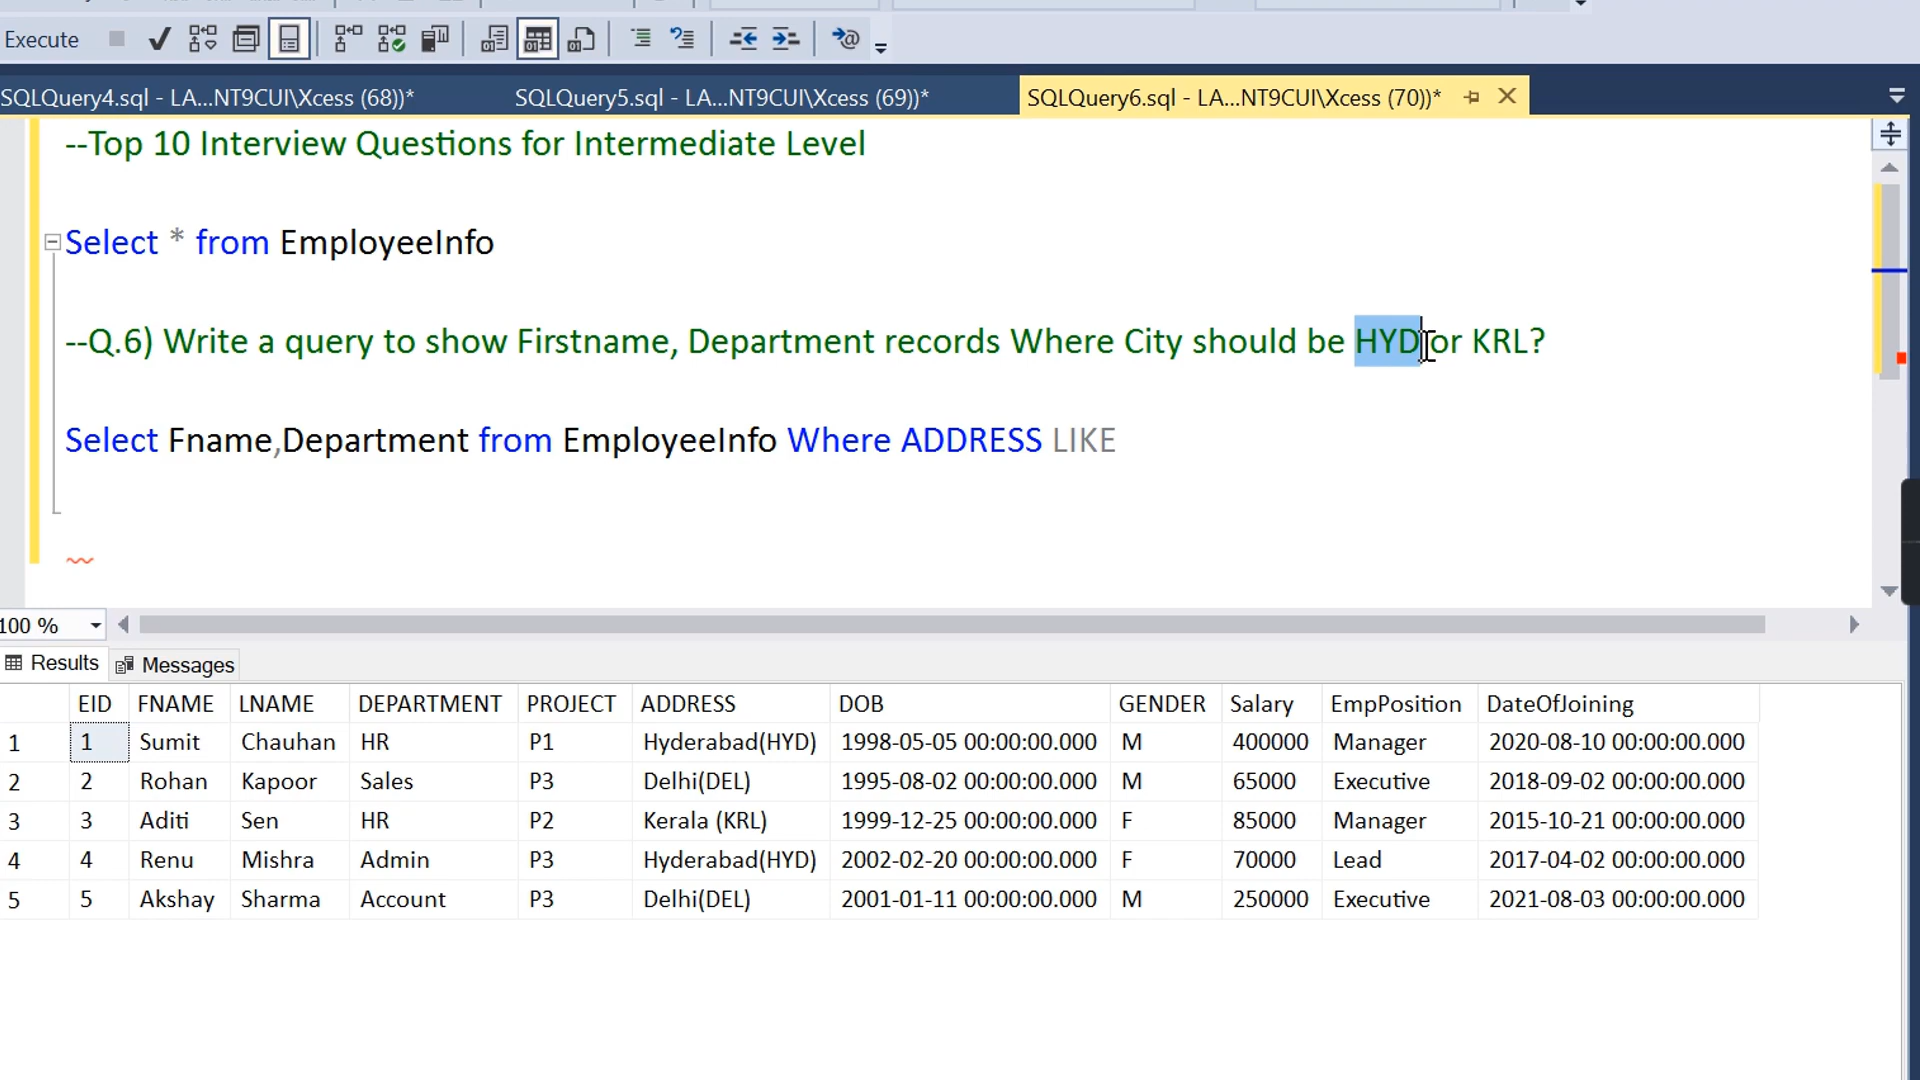 Execute
SQLQuery4.sql - LA...NT9CUI\Xcess (68))* SQLQuery5.sql - LA...NT9CUI\Xcess (69))* SQLQuery6.sql - LA...NT9CUI\Xcess (70))*
--Top 10 Interview Questions for Intermediate Level
Select * from EmployeeInfo
--Q.6) Write a query to show Firstname, Department records Where City should be HYD or KRL?
Select Fname,Department from EmployeeInfo Where ADDRESS LIKE
100 %
Results Messages
EID FNAME LNAME DEPARTMENT PROJECT ADDRESS DOB GENDER Salary EmpPosition DateOfJoining
1 1 Sumit Chauhan HR P1 Hyderabad(HYD) 1998-05-05 00:00:00.000 M 400000 Manager 2020-08-10 00:00:00.000
2 2 Rohan Kapoor Sales P3 Delhi(DEL) 1995-08-02 00:00:00.000 M 65000 Executive 2018-09-02 00:00:00.000
3 3 Aditi Sen HR P2 Kerala (KRL) 1999-12-25 00:00:00.000 F 85000 Manager 2015-10-21 00:00:00.000
4 4 Renu Mishra Admin P3 Hyderabad(HYD) 2002-02-20 00:00:00.000 F 70000 Lead 2017-04-02 00:00:00.000
5 5 Akshay Sharma Account P3 Delhi(DEL) 2001-01-11 00:00:00.000 M 250000 Executive 2021-08-03 00:00:00.000